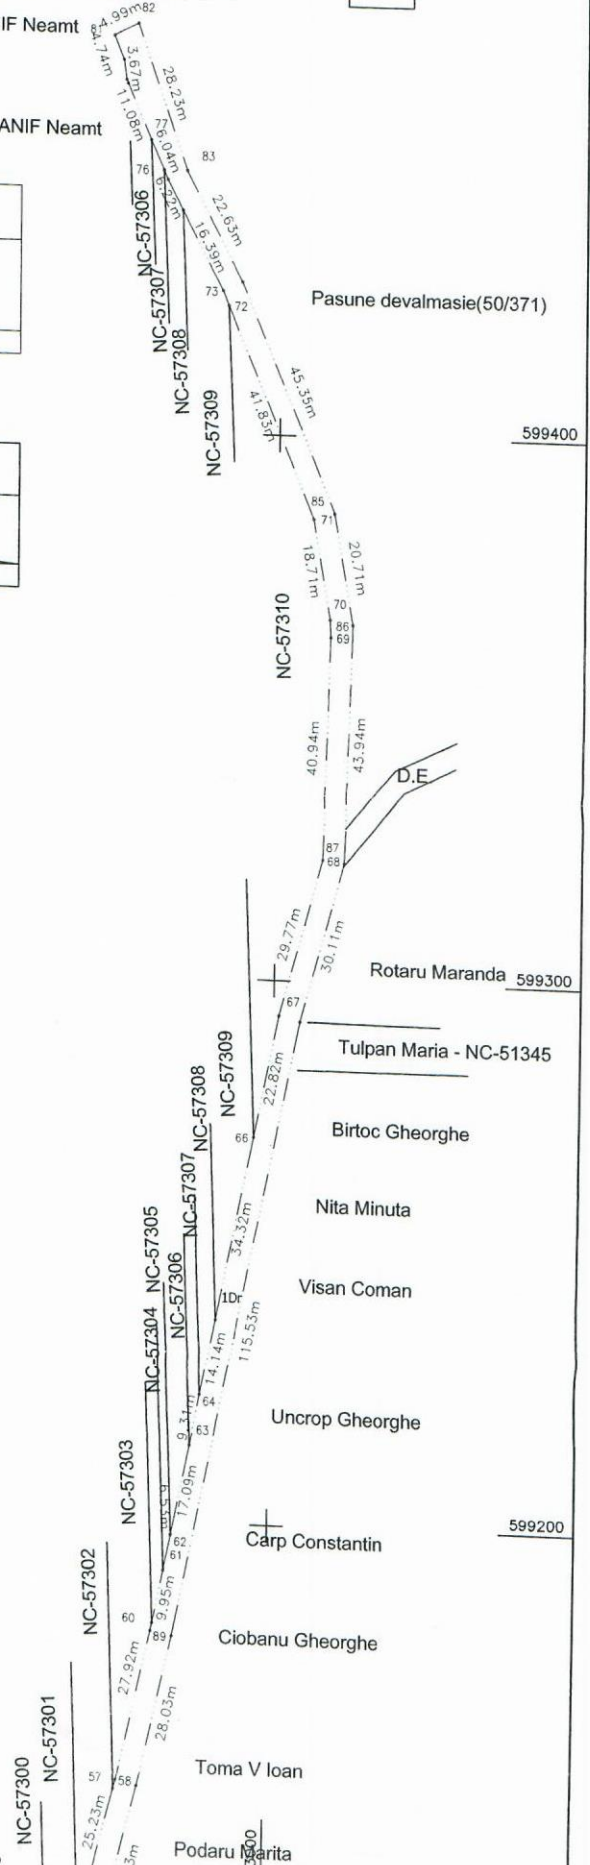 IF Neamt
4.99m
82
4.74m
3.67m
28.23m
11.08m
ANIF Neamt
77
6.04m
83
76
6.22m
NC-57306
22.63m
16.39m
NC-57307
73
72
Pasune devalmasie(50/371)
NC-57308
45.35m
41.83m
NC-57309
599400
85
71
18.71m
20.71m
70
86
69
NC-57310
40.94m
43.94m
D.E.
87
68
29.77m
30.11m
Rotaru Maranda
599300
67
Tulpan Maria - NC-51345
22.82m
NC-57309
NC-57308
66
Birtoc Gheorghe
NC-57307
Nita Minuta
34.32m
NC-57305
NC-57306
Visan Coman
1Dr
115.53m
NC-57304
14.14m
64
9.31m
63
Uncrop Gheorghe
NC-57303
17.09m
599200
62
61
Carp Constantin
NC-57302
9.95m
60
89
Ciobanu Gheorghe
27.92m
28.03m
NC-57301
57
58
Toma V Ioan
NC-57300
25.23m
3m
Podaru Marita